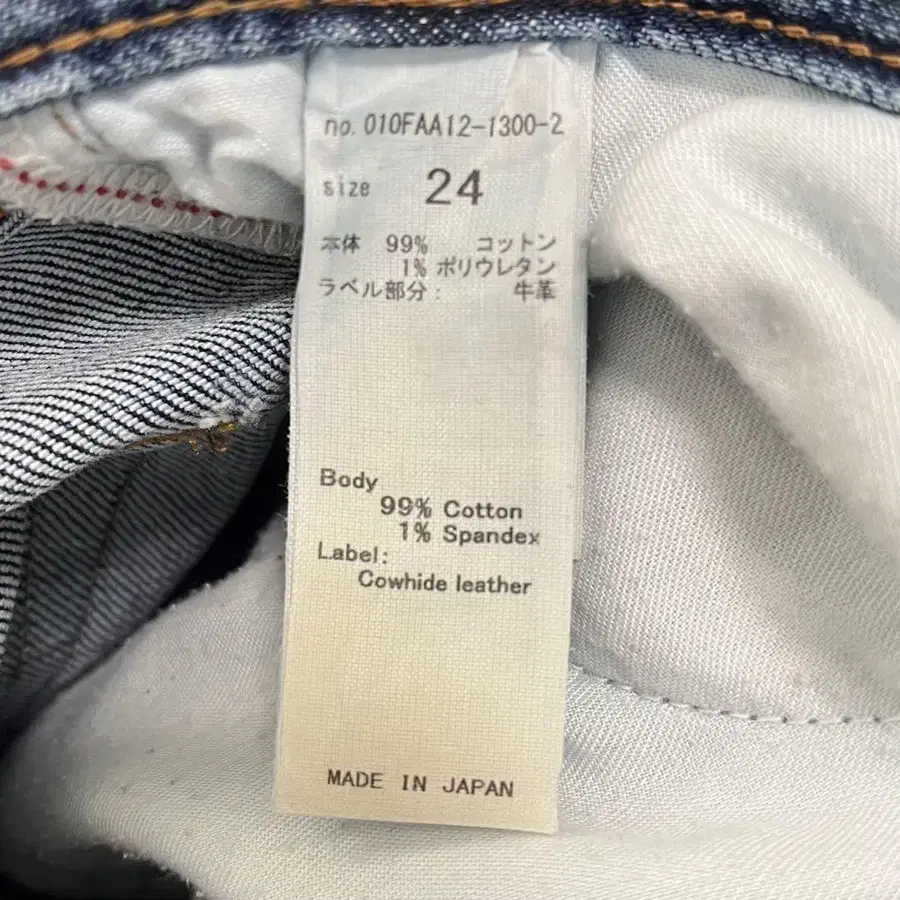 no. 010FAA12-1300-2
size 24
本体 99% コットン
1% ポリウレタン
ラベル部分: 牛革
Body
99% Cotton
1% Spandex
Label:
Cowhide leather
MADE IN JAPAN